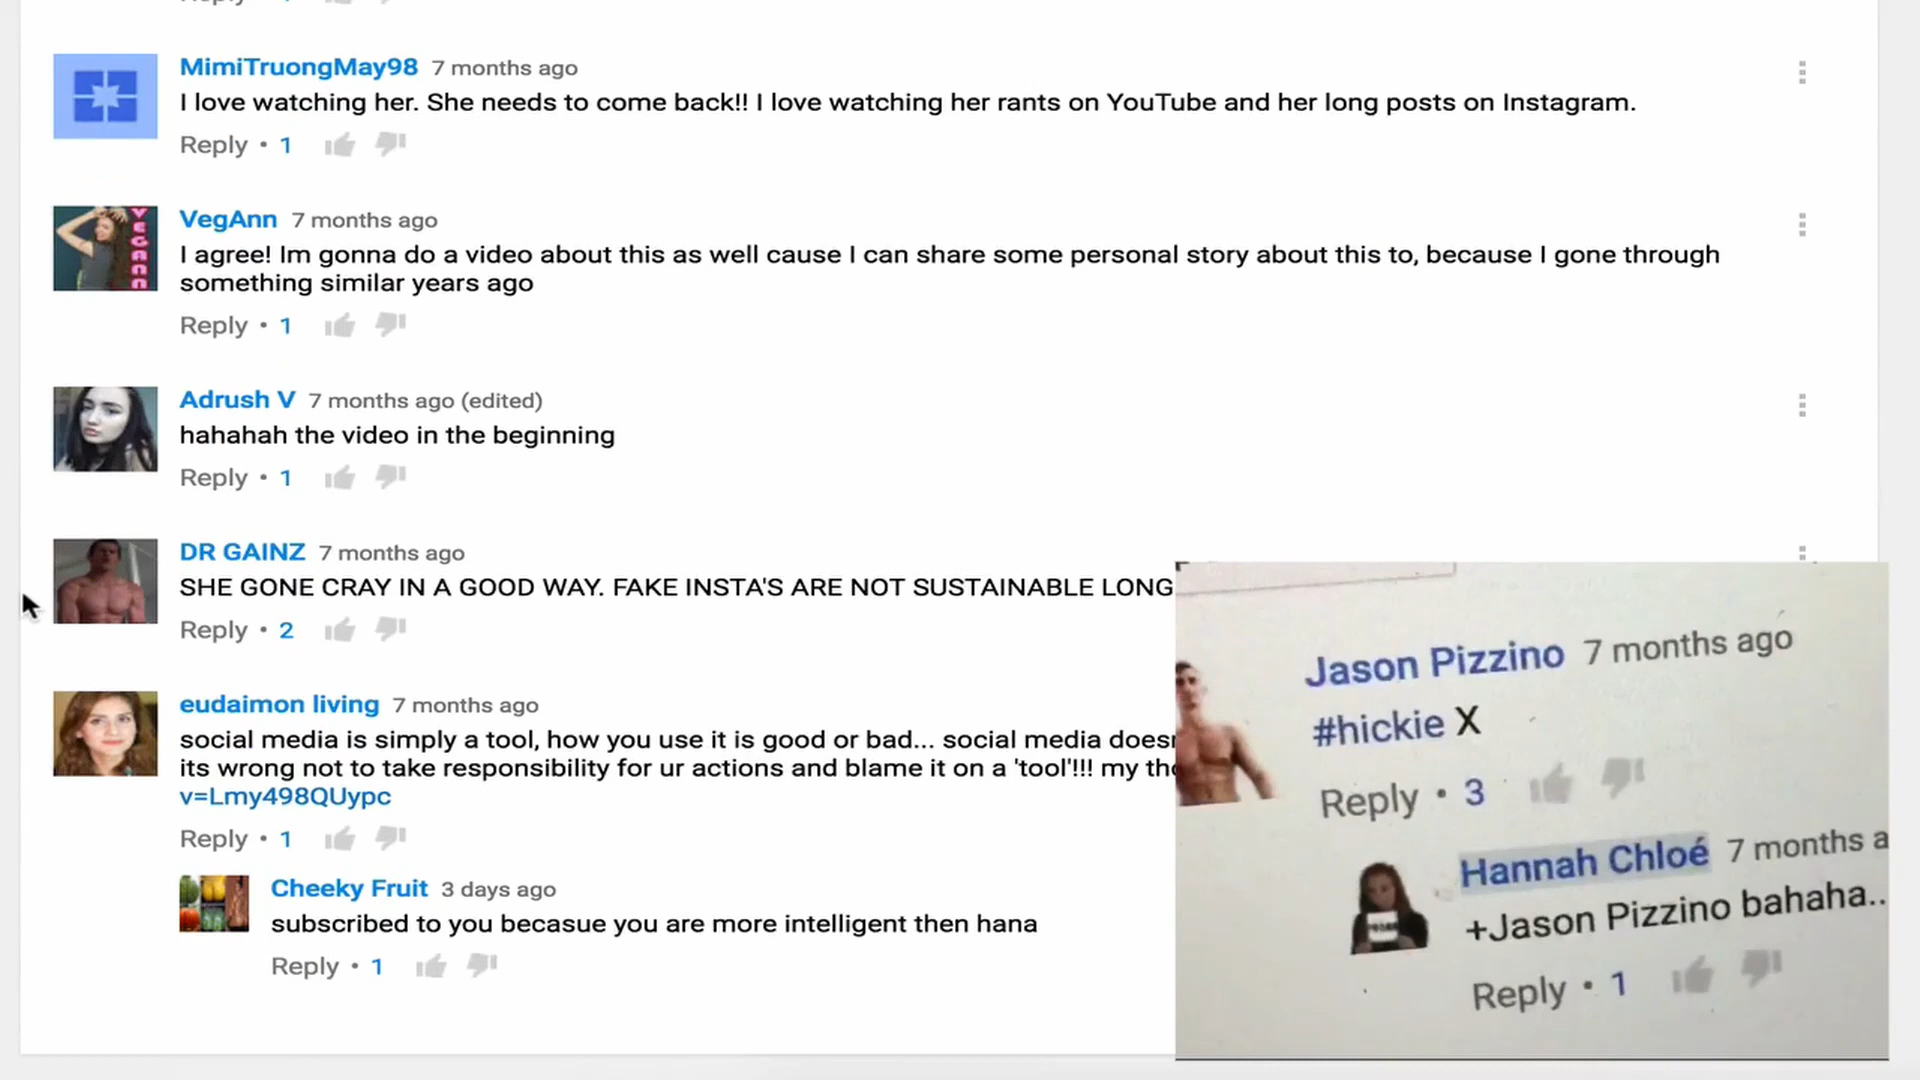 MimiTruongMay98 7 months ago
I love watching her. She needs to come back!! I love watching her rants on YouTube and her long posts on Instagram.
Reply • 1
VEGANN
VegAnn 7 months ago
I agree! Im gonna do a video about this as well cause I can share some personal story about this to, because I gone through
something similar years ago
Reply • 1
Adrush V 7 months ago (edited)
hahahah the video in the beginning
Reply • 1
DR GAINZ 7 months ago
SHE GONE CRAY IN A GOOD WAY. FAKE INSTA'S ARE NOT SUSTAINABLE LONG
Reply • 2
eudaimon living 7 months ago
social media is simply a tool, how you use it is good or bad... social media
its wrong not to take responsibility for ur actions and blame it on a 'tool'!!! my
v=Lmy498QUypc
Reply • 1
Cheeky Fruit 3 days ago
subscribed to you becasue you are more intelligent then hana
Reply • 1
Jason Pizzino 7 months ago
#hickie X
Reply • 3
Hannah Chloé 7 months a
+Jason Pizzino bahaha..
Reply • 1